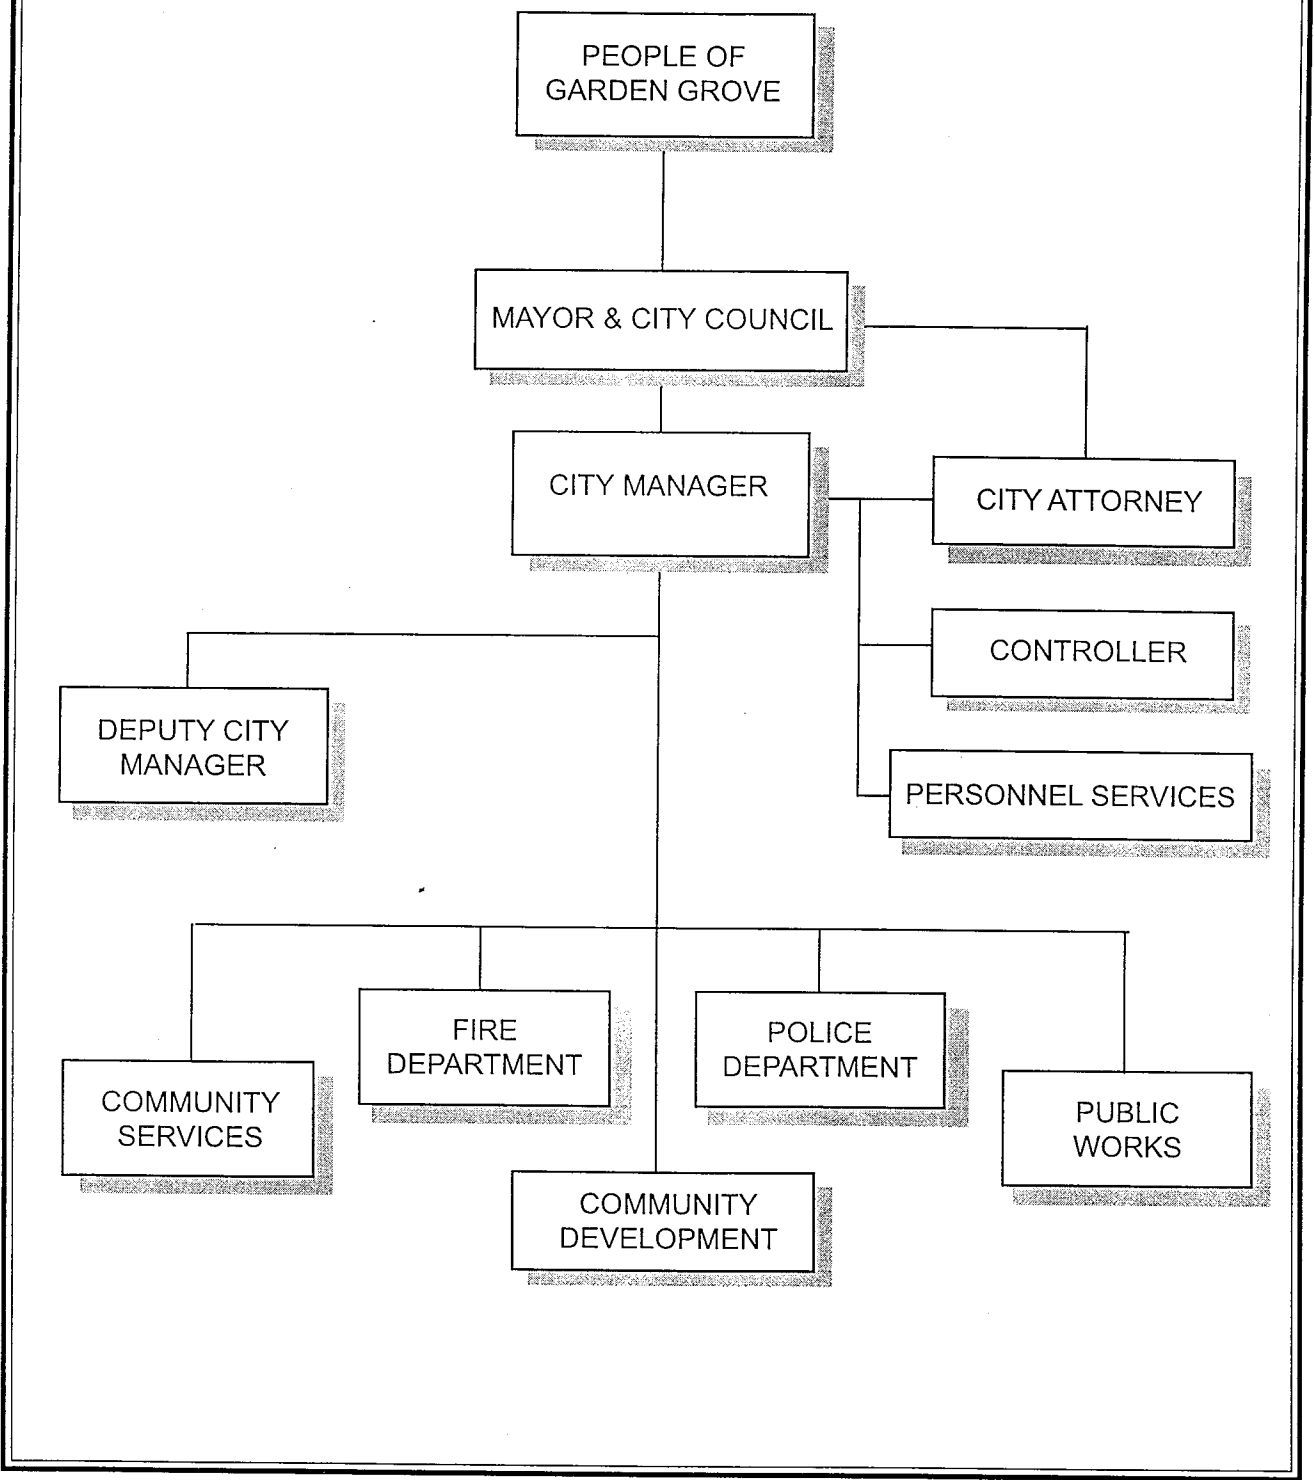 PEOPLE OF
GARDEN GROVE
MAYOR & CITY COUNCIL
CITY MANAGER
CITY ATTORNEY
CONTROLLER
DEPUTY CITY
MANAGER
PERSONNEL SERVICES
FIRE
DEPARTMENT
POLICE
DEPARTMENT
COMMUNITY
SERVICES
PUBLIC
WORKS
COMMUNITY
DEVELOPMENT